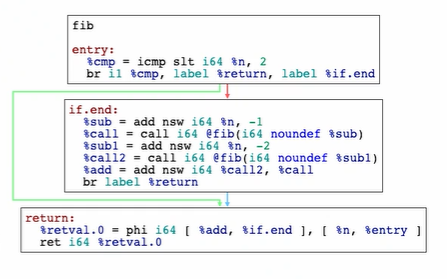 fib
entry:
%cmp = icmp slt i64 %n, 2
br i1 %cmp, label %return, label %if.end
if.end:
%sub = add nsw i64 %n, -1
%call = call i64 @fib(i64 noundef %sub)
%sub1 = add nsw i64 %n, -2
%call2 = call i64 @fib(i64 noundef %sub1)
%add = add nsw i64 %call2, %call
br label %return
return:
%retval.0 = phi i64 [ %add, %if.end ], [ %n, %entry ]
ret i64 %retval.0